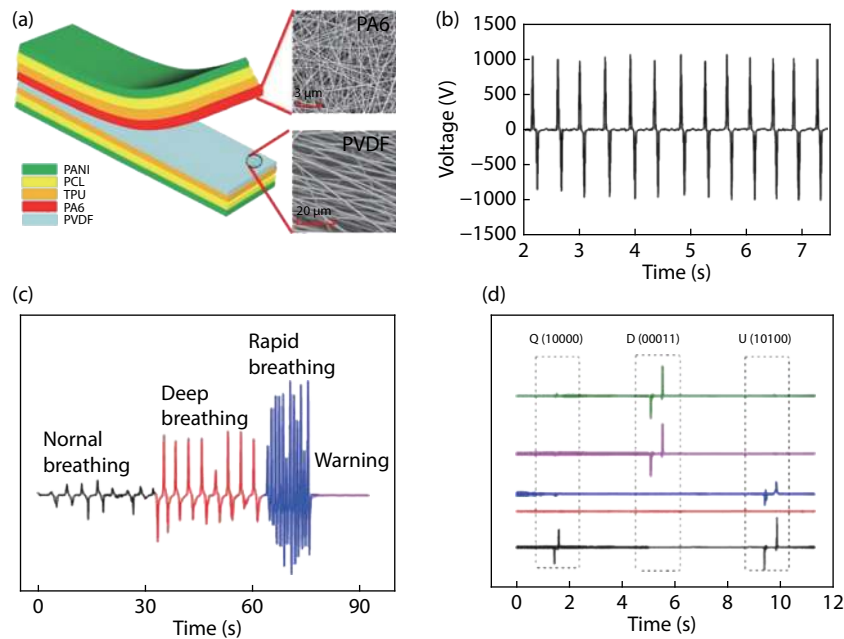 (a)
PA6
3 μm
PVDF
20 μm
PANI
PCL
TPU
PA6
PVDF
(b)
Voltage (V)
1500
1000
500
0
−500
−1000
−1500
2 3 4 5 6 7
Time (s)
(c)
Nornal
breathing
Deep
breathing
Rapid
breathing
Warning
0 30 60 90
Time (s)
(d)
Q (10000) D (00011) U (10100)
0 2 4 6 8 10 12
Time (s)